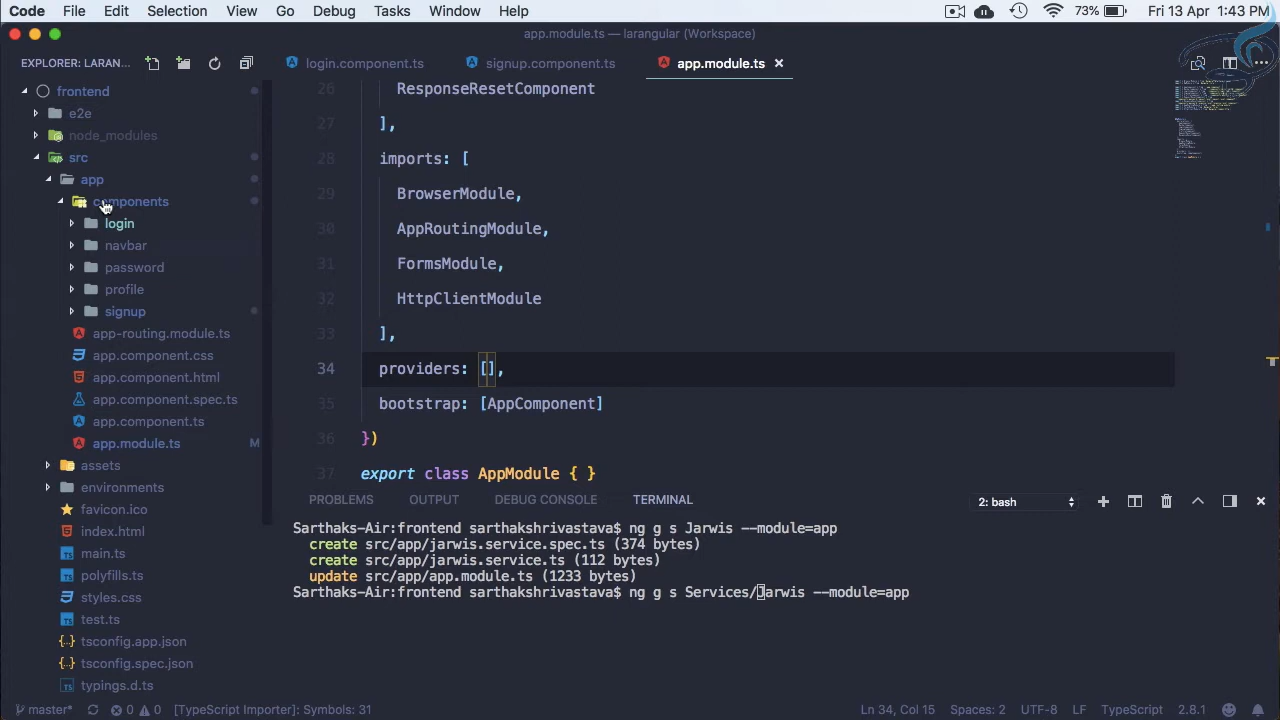 Code File Edit Selection View Go Debug Tasks Window Help 73% Fri 13 Apr 1:43 PM
app.module.ts — larangular (Workspace)
EXPLORER: LARAN... login.component.ts signup.component.ts app.module.ts
frontend
e2e
node_modules
src
app
components
login
navbar
password
profile
signup
app-routing.module.ts
app.component.css
app.component.html
app.component.spec.ts
app.component.ts
app.module.ts M
assets
environments
favicon.ico
index.html
main.ts
polyfills.ts
styles.css
test.ts
tsconfig.app.json
tsconfig.spec.json
typings.d.ts
26 ResponseResetComponent
27 ],
28 imports: [
29 BrowserModule,
30 AppRoutingModule,
31 FormsModule,
32 HttpClientModule
33 ],
34 providers: [],
35 bootstrap: [AppComponent]
36 })
37 export class AppModule { }
PROBLEMS OUTPUT DEBUG CONSOLE TERMINAL 2: bash
Sarthaks-Air:frontend sarthakshrivastava$ ng g s Jarwis --module=app
create src/app/jarwis.service.spec.ts (374 bytes)
create src/app/jarwis.service.ts (112 bytes)
update src/app/app.module.ts (1233 bytes)
Sarthaks-Air:frontend sarthakshrivastava$ ng g s Services/Jarwis --module=app
master* 0 0 [TypeScript Importer]: Symbols: 31 Ln 34, Col 15 Spaces: 2 UTF-8 LF TypeScript 2.8.1